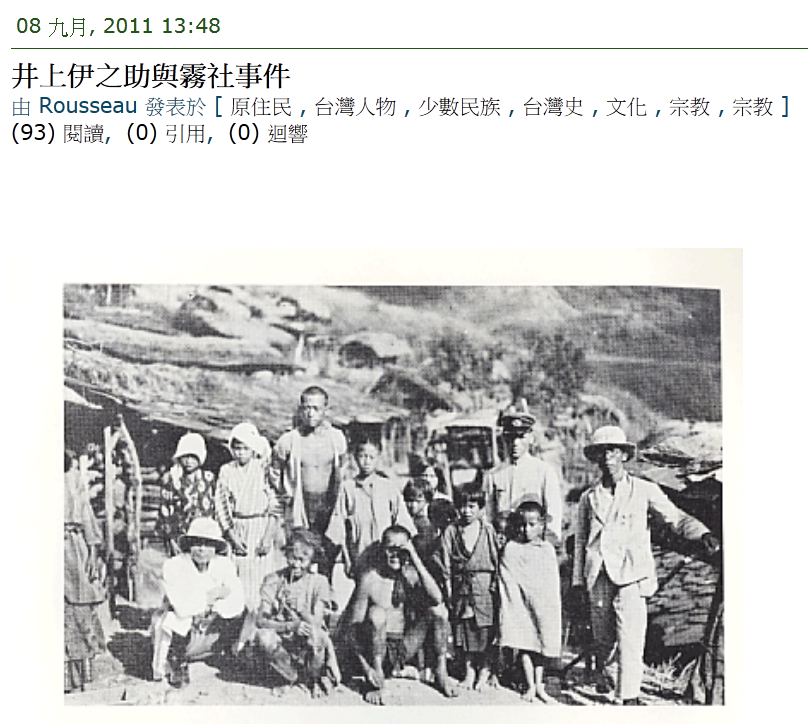 08 九月, 2011 13:48
井上伊之助與霧社事件
由 Rousseau 發表於 [ 原住民 , 台灣人物 , 少數民族 , 台灣史 , 文化 , 宗教 , 宗教 ]
(93) 閱讀, (0) 引用, (0) 迴響